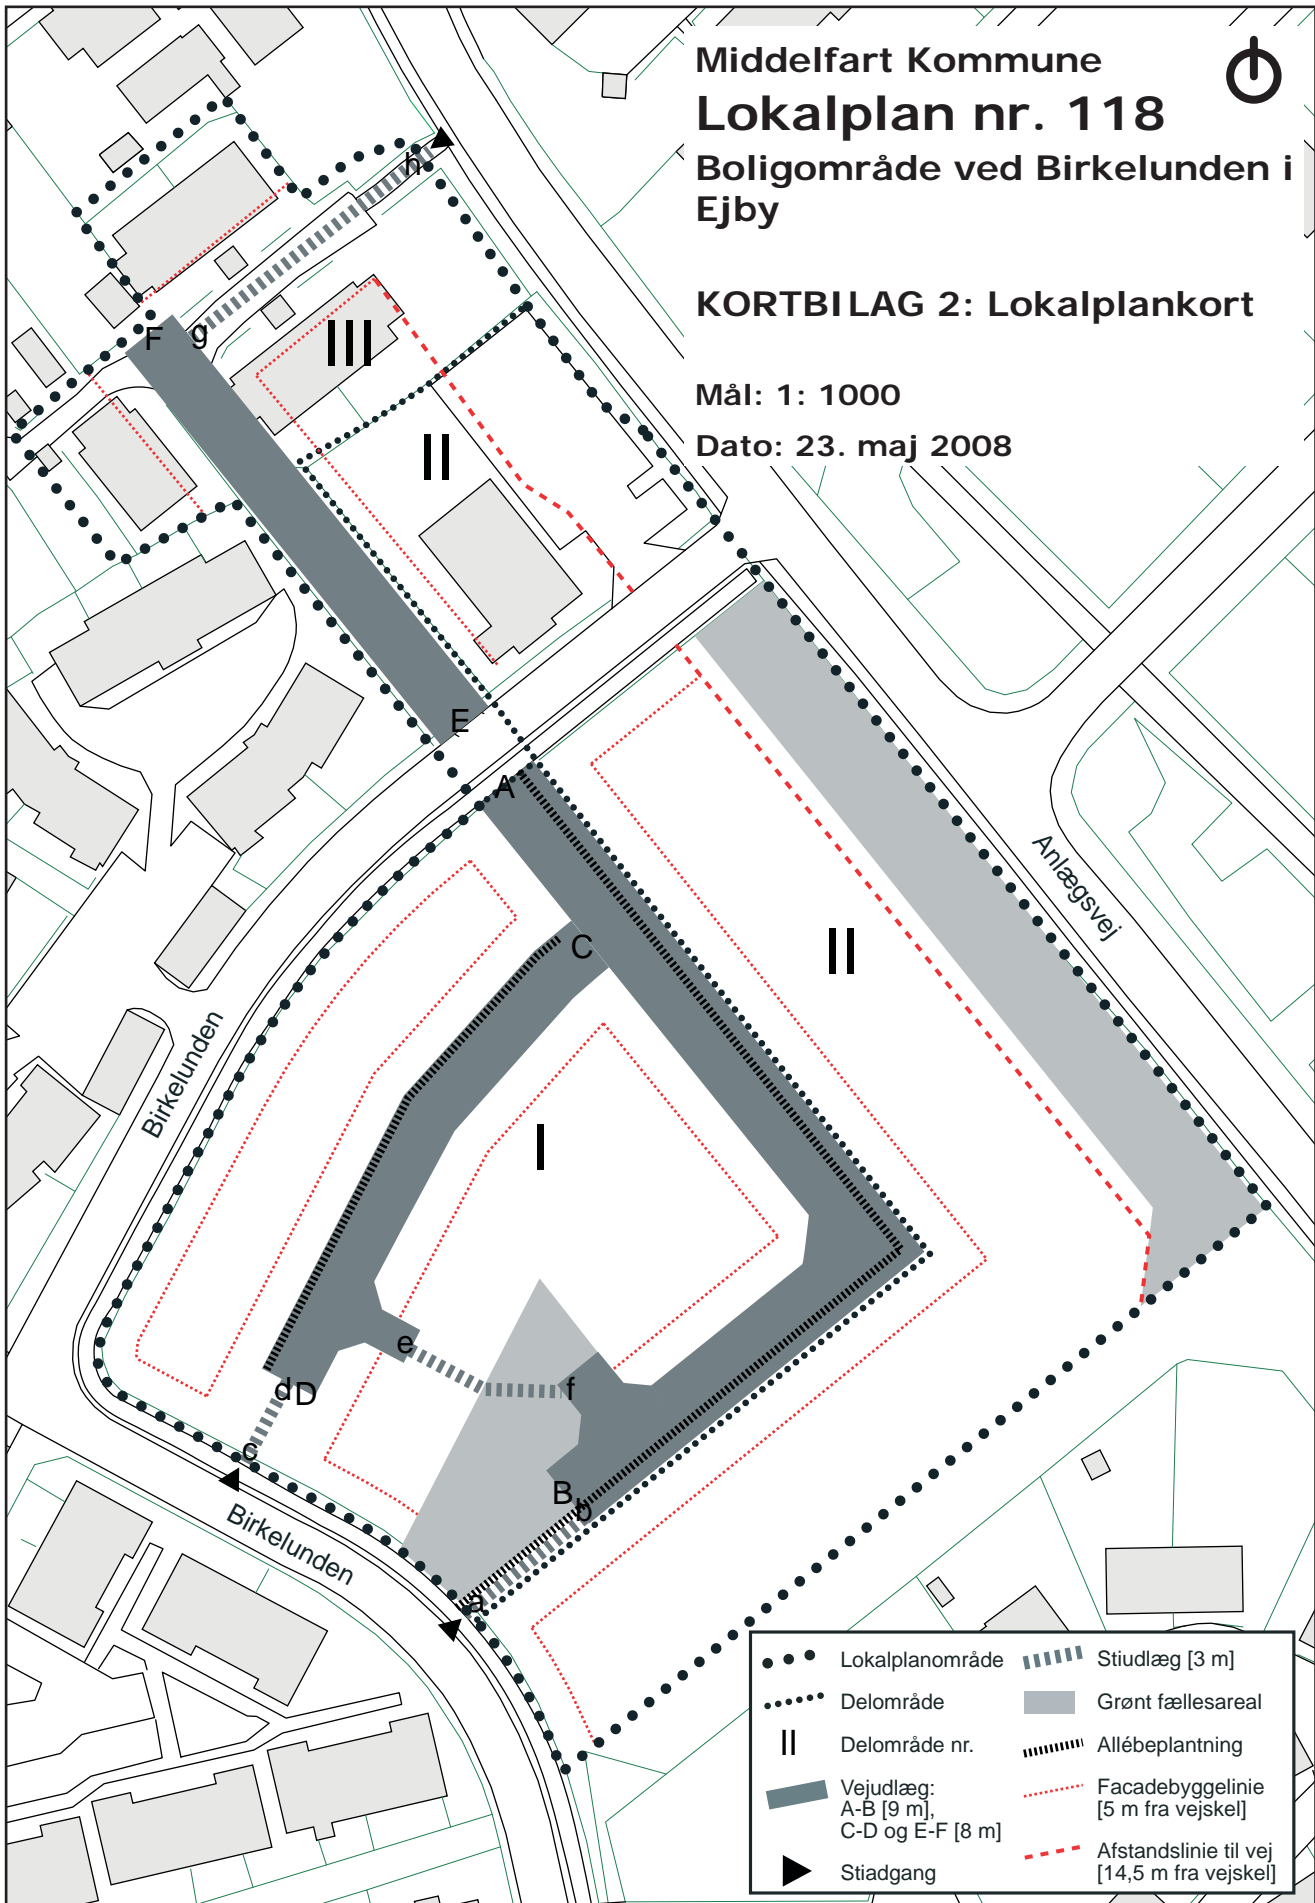 Middelfart Kommune
Lokalplan nr. 118
Boligområde ved Birkelunden i
Ejby
KORTBILAG 2: Lokalplankort
Mål: 1: 1000
Dato: 23. maj 2008
h
F
g
III
II
E
A
C
II
Anlægsvej
Birkelunden
I
e
d D
f
c
B
b
a
Birkelunden
Lokalplanområde
Delområde
II Delområde nr.
Vejudlæg:
A-B [9 m],
C-D og E-F [8 m]
Stiadgang
Stiudlæg [3 m]
Grønt fællesareal
Allébeplantning
Facadebyggelinie
[5 m fra vejskel]
Afstandslinie til vej
[14,5 m fra vejskel]